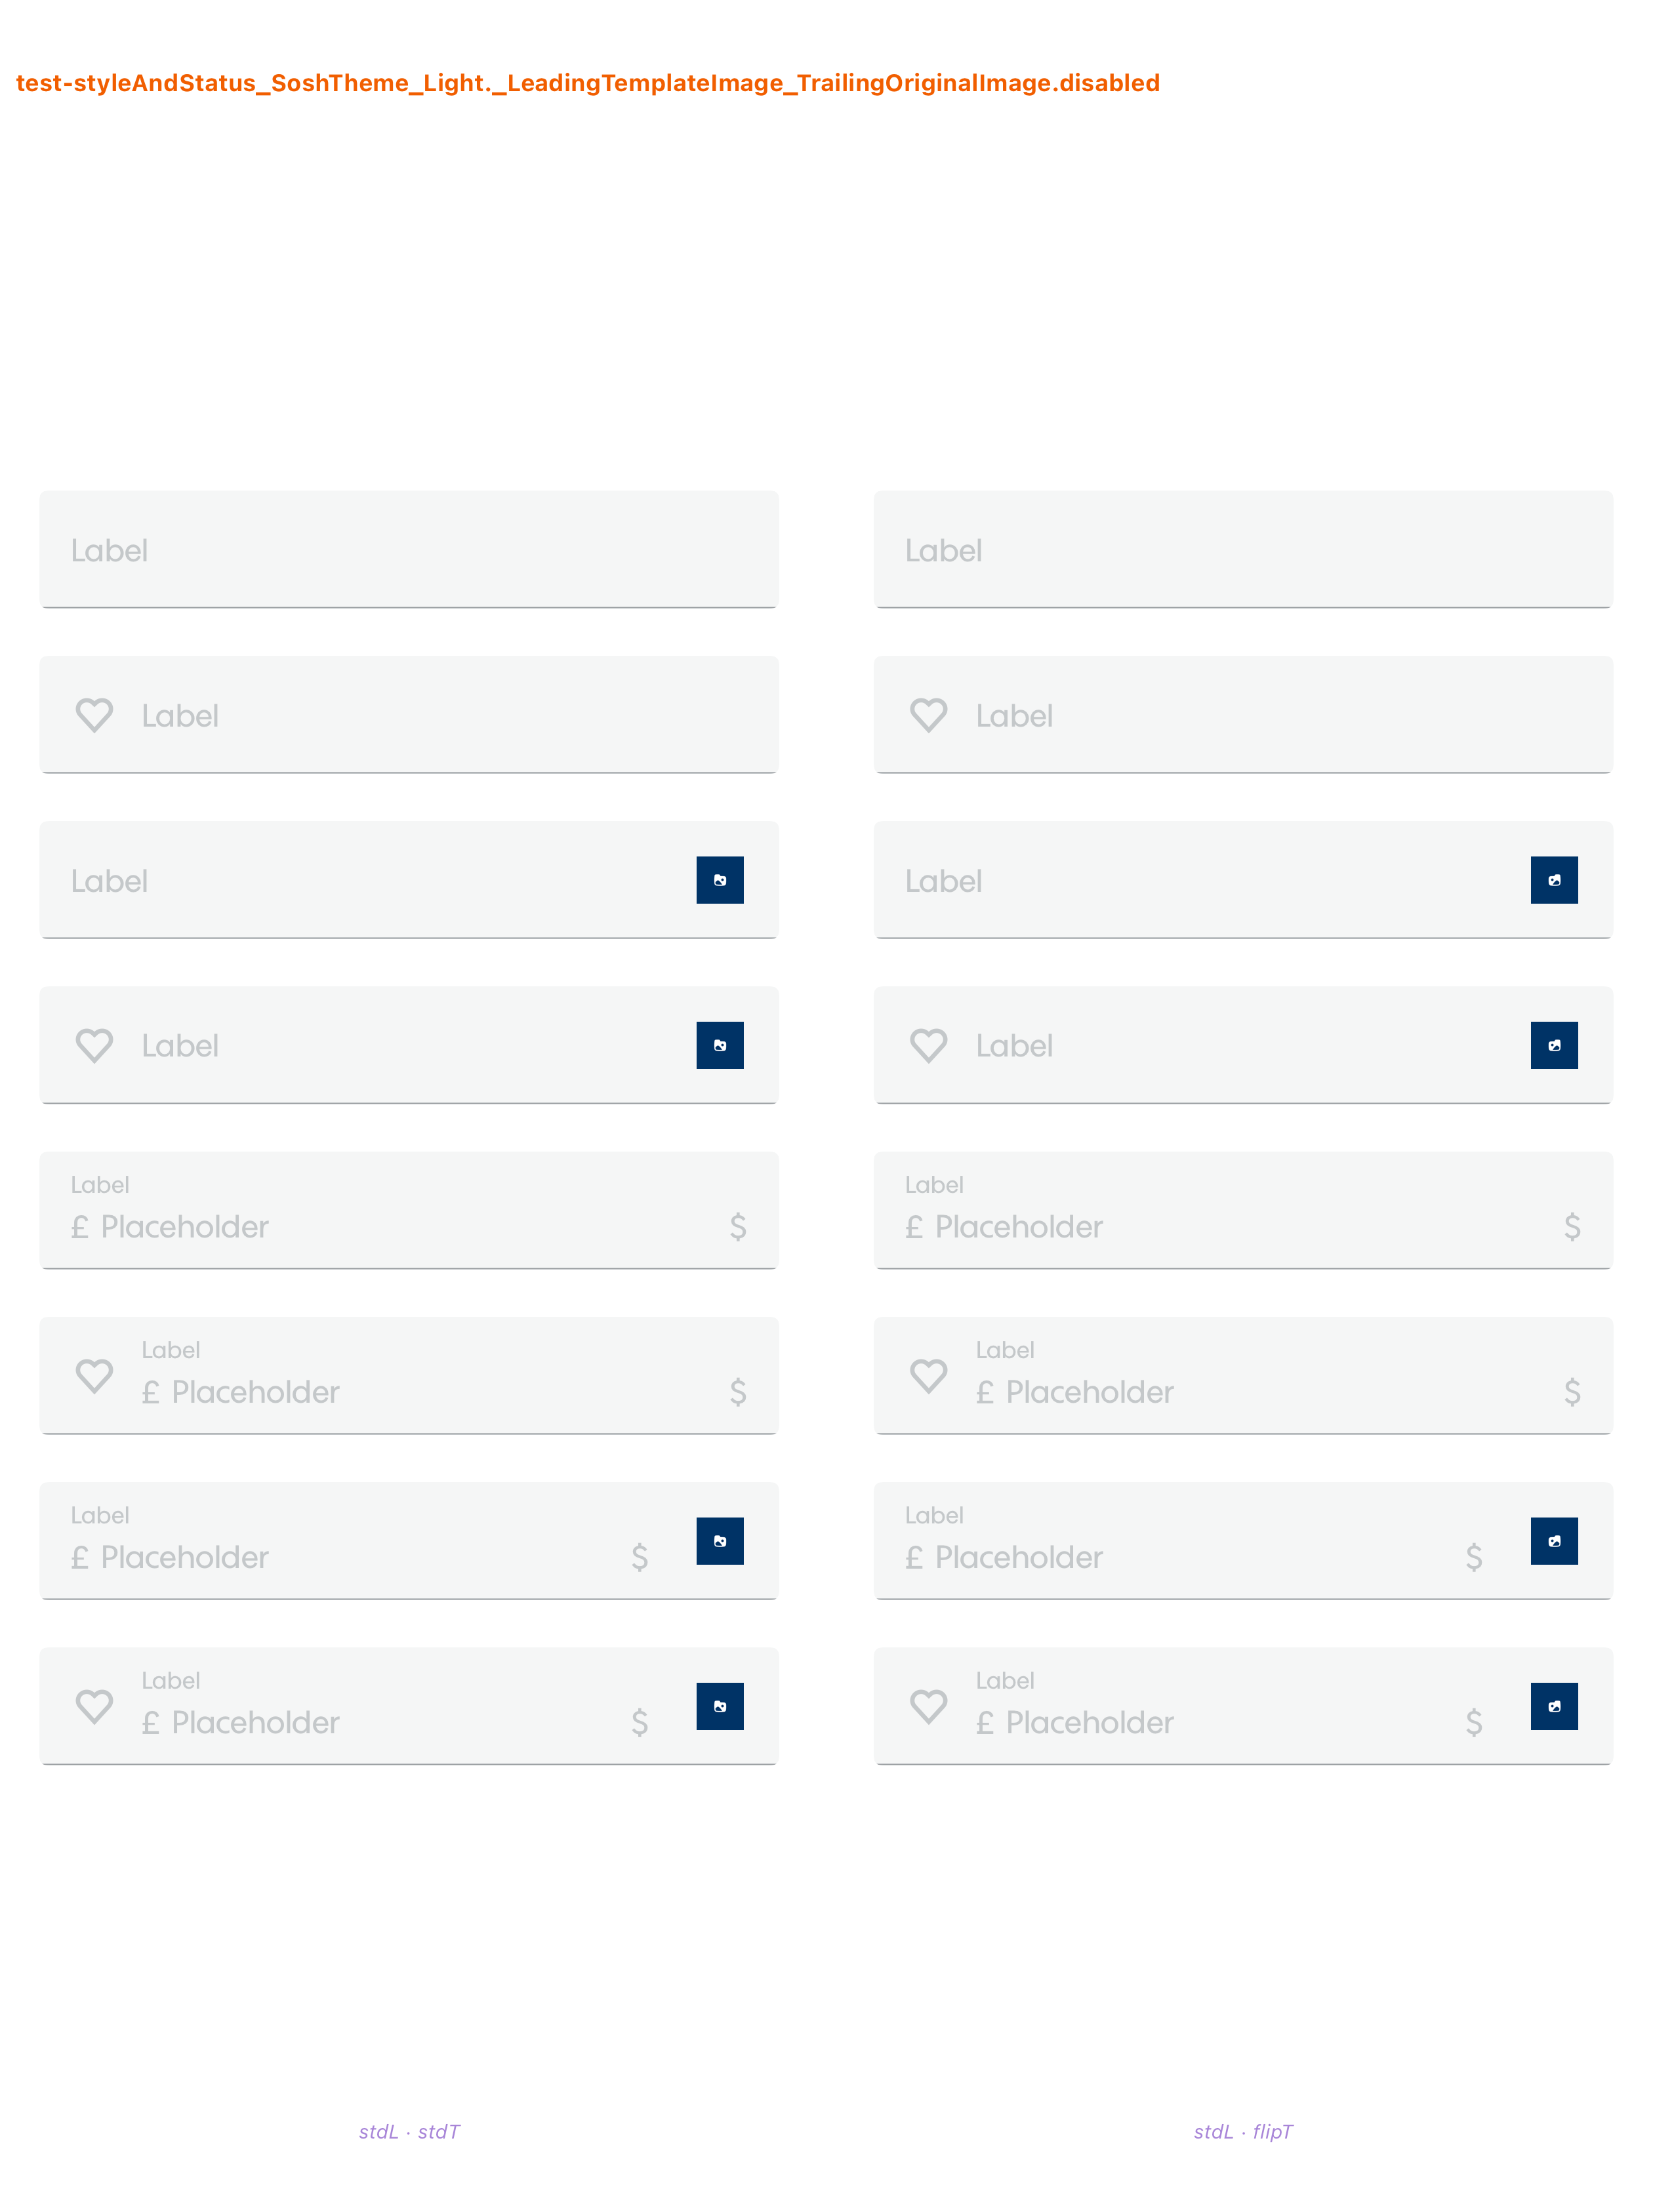 test-styleAndStatus_SoshTheme_Light._LeadingTemplateImage_TrailingOriginalImage.disabled
Label
Label
Label
Label
Label
Label
Label
Label
Label
£ Placeholder $
Label
£ Placeholder $
Label
£ Placeholder $
Label
£ Placeholder $
Label
£ Placeholder $
Label
£ Placeholder $
Label
£ Placeholder $
Label
£ Placeholder $
stdL · stdT
stdL · flipT